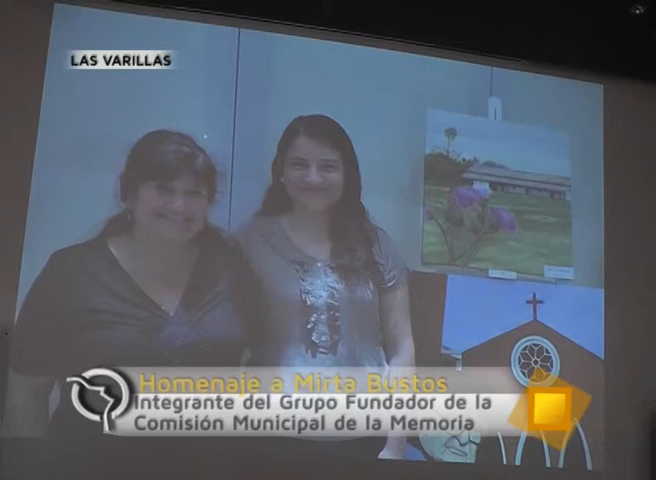 LAS VARILLAS
Homenaje a Mirta Bustos
Integrante del Grupo Fundador de la
Comisión Municipal de la Memoria